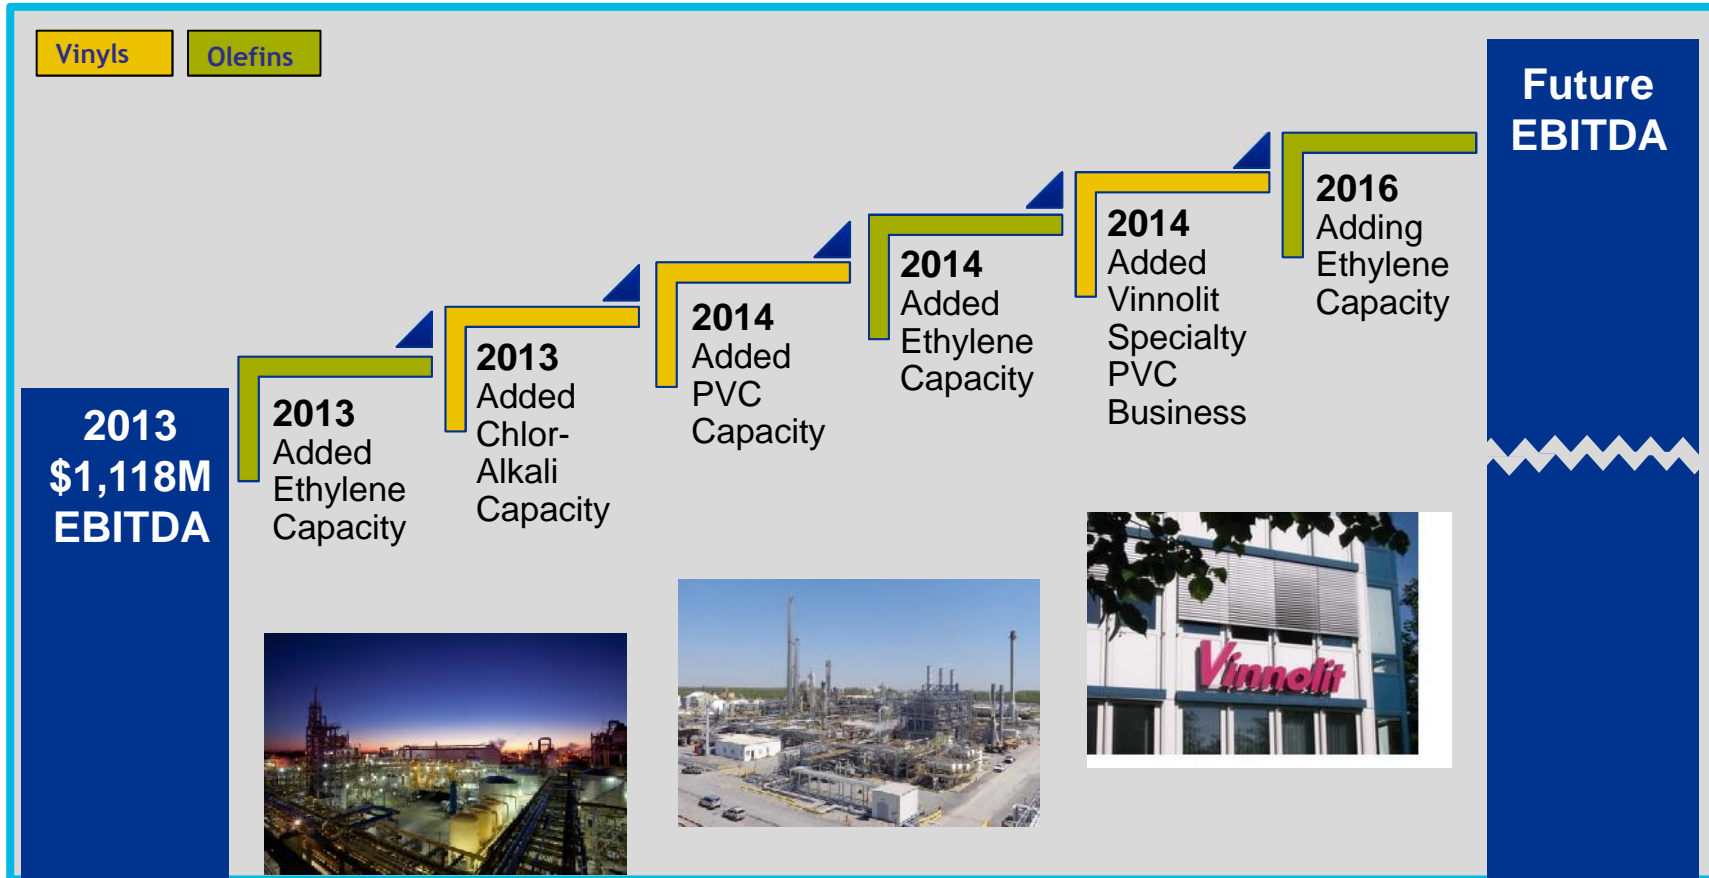 Vinyls
Olefins
Future
EBITDA
2016
Adding
Ethylene
Capacity
2014
Added
Vinnolit
Specialty
PVC
Business
2014
Added
Ethylene
Capacity
2014
Added
PVC
Capacity
2013
Added
Chlor-
Alkali
Capacity
2013
Added
Ethylene
Capacity
2013
$1,118M
EBITDA
Vinnolit